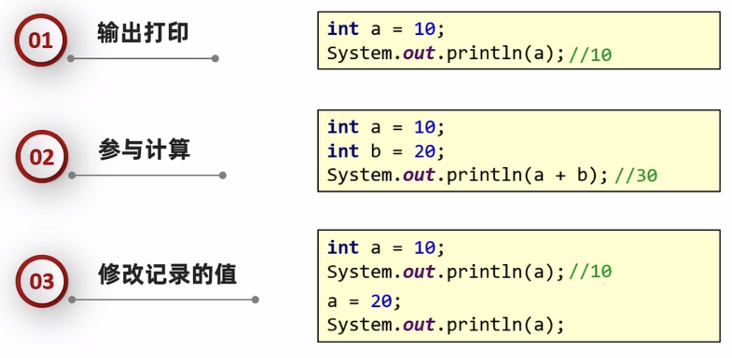 01 输出打印
int a = 10;
System.out.println(a); //10
02 参与计算
int a = 10;
int b = 20;
System.out.println(a + b); //30
03 修改记录的值
int a = 10;
System.out.println(a); //10
a = 20;
System.out.println(a);